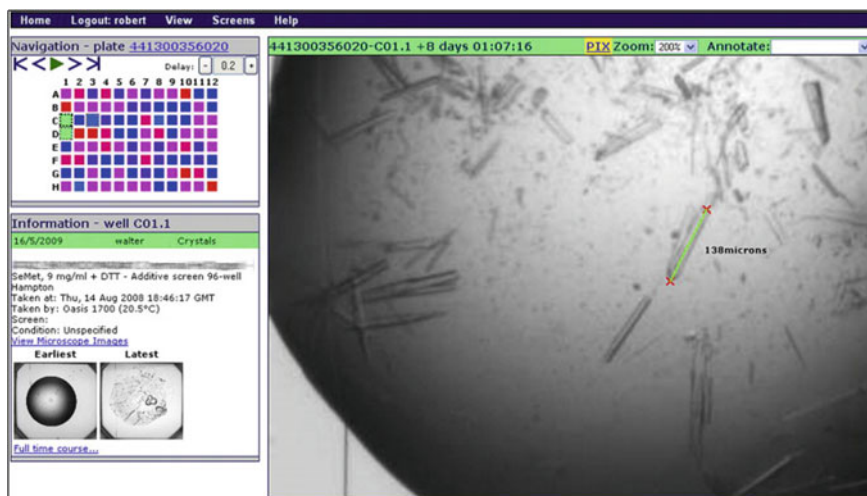 Home Logout: robert View Screens Help
Navigation - plate 441300356020
Delay: - 0.2 +
1 2 3 4 5 6 7 8 9 10 11 12
A
B
C
D
E
F
G
H
Information - well C01.1
16/5/2009 walter Crystals
SeMet, 9 mg/ml + DTT - Additive screen 96-well
Hampton
Taken at: Thu, 14 Aug 2008 18:46:17 GMT
Taken by: Oasis 1700 (20.5°C)
Screen:
Condition: Unspecified
View Microscope Images
Earliest Latest
Full time course...
441300356020-C01.1 +8 days 01:07:16 PIX Zoom: 200% Annotate:
138microns